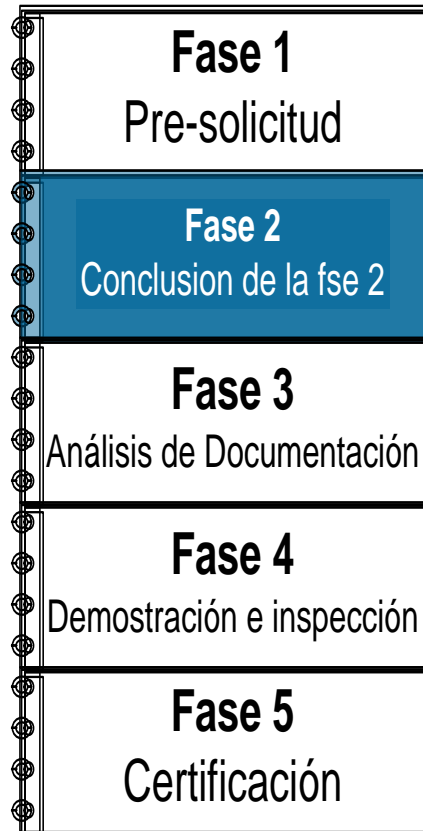 Fase 1
Pre-solicitud
Fase 2
Conclusion de la fse 2
Fase 3
Análisis de Documentación
Fase 4
Demostración e inspección
Fase 5
Certificación